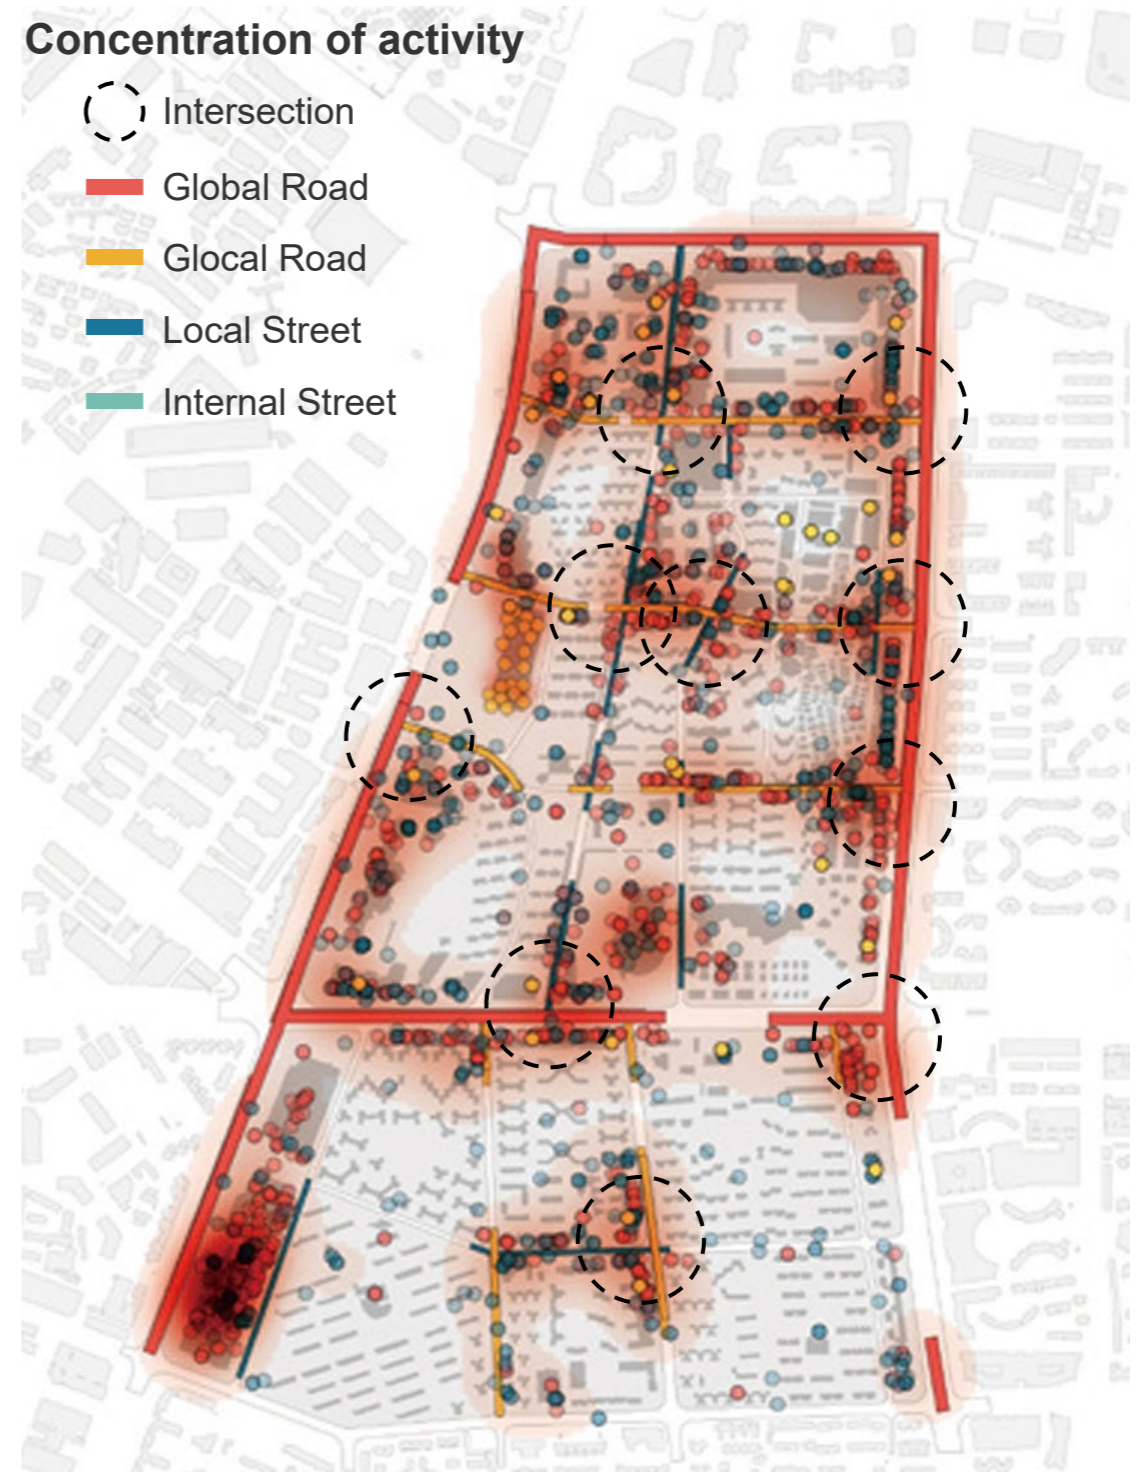 Concentration of activity
Intersection
Global Road
Glocal Road
Local Street
Internal Street